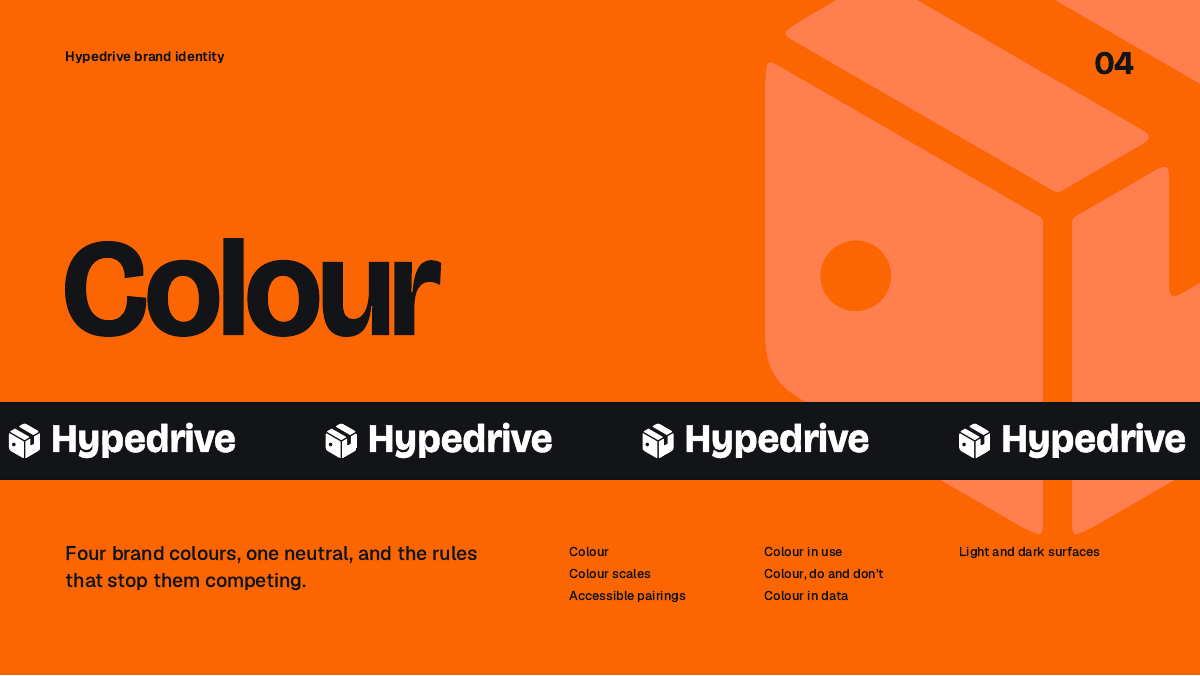 Hypedrive brand identity
04
Colour
Hypedrive Hypedrive Hypedrive Hypedrive
Four brand colours, one neutral, and the rules
that stop them competing.
Colour
Colour scales
Accessible pairings
Colour in use
Colour, do and don't
Colour in data
Light and dark surfaces